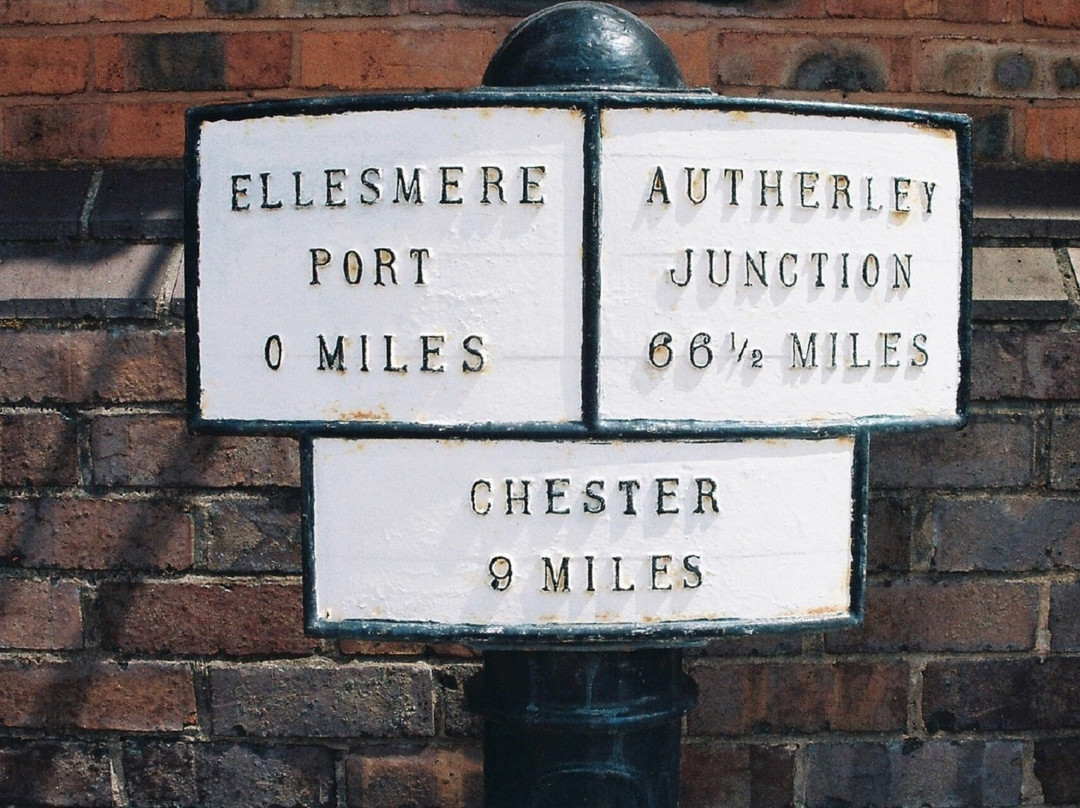 ELLESMERE
PORT
0 MILES
AUTHERLEY
JUNCTION
66½ MILES
CHESTER
9 MILES